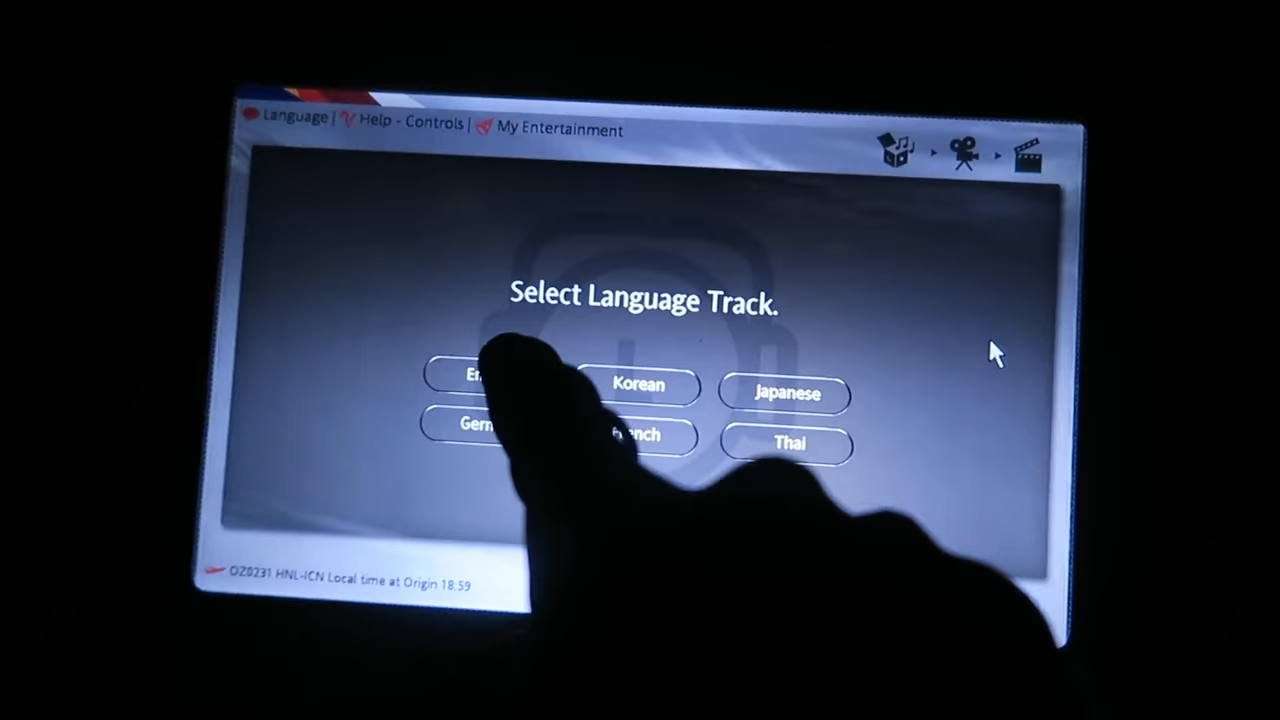 Language | Help - Controls | My Entertainment
Select Language Track.
Korean Japanese
Thai
OZ0231 HNL-ICN Local time at Origin 18:59